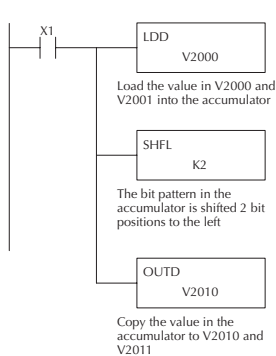 X1
LDD
V2000
Load the value in V2000 and
V2001 into the accumulator
SHFL
K2
The bit pattern in the
accumulator is shifted 2 bit
positions to the left
OUTD
V2010
Copy the value in the
accumulator to V2010 and
V2011